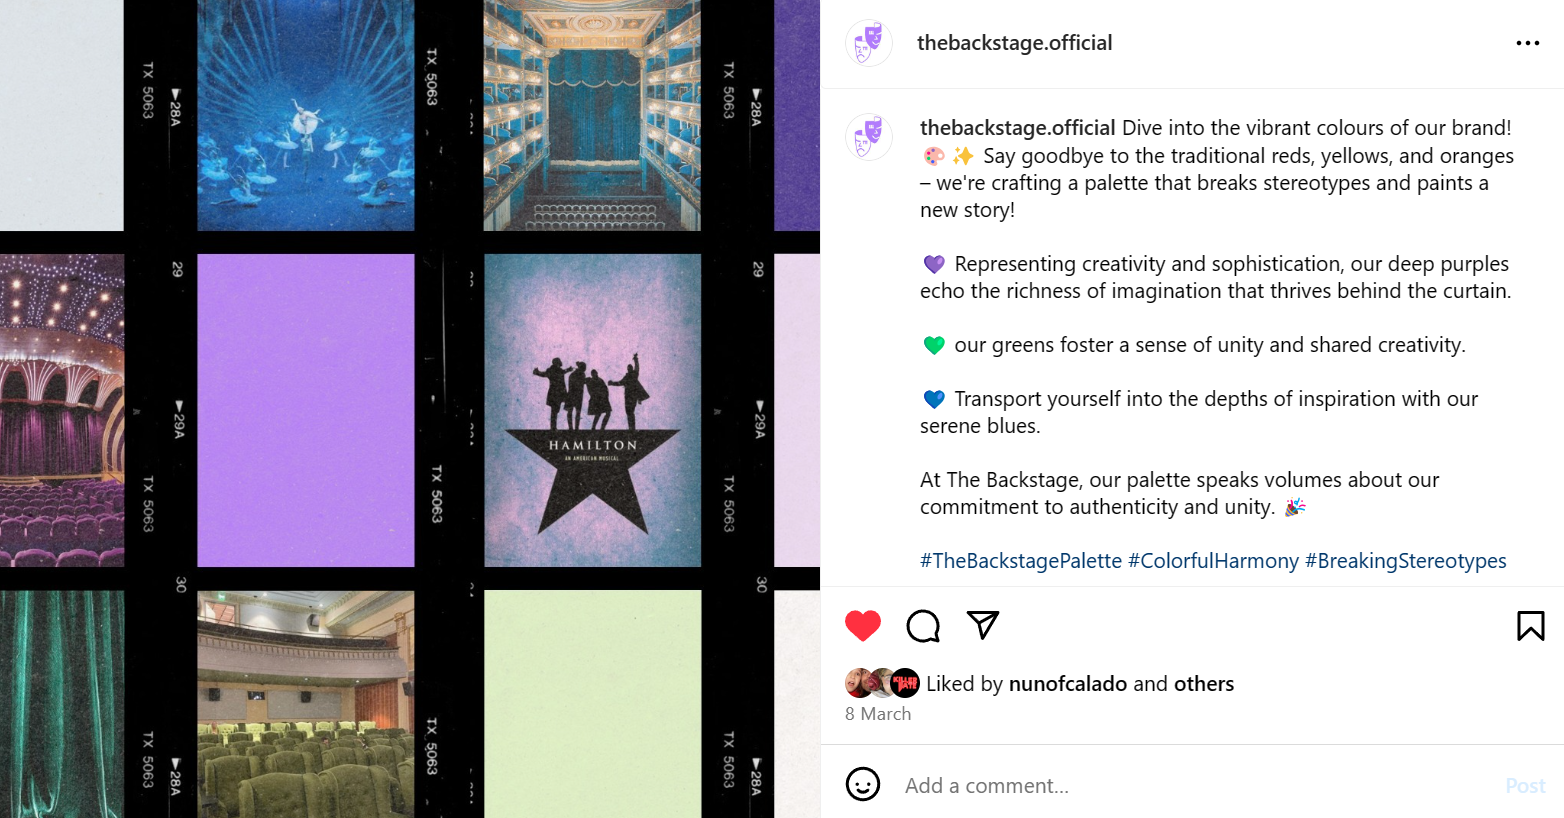 TX 5063
▶28A
TX 5063
TX 5063
▶28A
29
29
HAMILTON
AN AMERICAN MUSICAL
▶29A
▶29A
TX 5063
TX 5063
TX 5063
30
30
TX 5063
▶28A
TX 5063
TX 5063
▶28A
thebackstage.official
thebackstage.official Dive into the vibrant colours of our brand!
🎨 ✨ Say goodbye to the traditional reds, yellows, and oranges
– we're crafting a palette that breaks stereotypes and paints a
new story!
💜 Representing creativity and sophistication, our deep purples
echo the richness of imagination that thrives behind the curtain.
💚 our greens foster a sense of unity and shared creativity.
💙 Transport yourself into the depths of inspiration with our
serene blues.
At The Backstage, our palette speaks volumes about our
commitment to authenticity and unity. 🎉
#TheBackstagePalette #ColorfulHarmony #BreakingStereotypes
Liked by nunofcalado and others
8 March
Add a comment...
Post